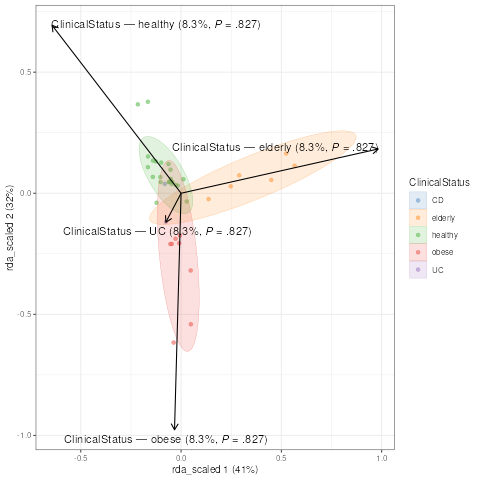 ClinicalStatus — healthy (8.3%, P = .827)
0.5
ClinicalStatus — elderly (8.3%, P = .827)
ClinicalStatus
CD
elderly
healthy
obese
UC
0.0
ClinicalStatus — UC (8.3%, P = .827)
rda_scaled 2 (32%)
-0.5
-1.0
ClinicalStatus — obese (8.3%, P = .827)
-0.5
0.0
0.5
1.0
rda_scaled 1 (41%)